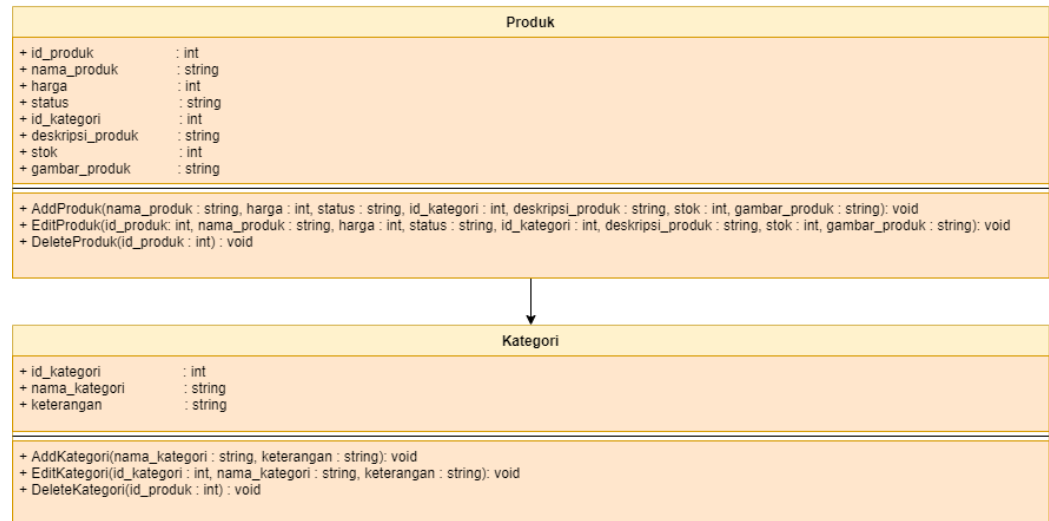 Produk
+ id_produk : int
+ nama_produk : string
+ harga : int
+ status : string
+ id_kategori : int
+ deskripsi_produk : string
+ stok : int
+ gambar_produk : string
+ AddProduk(nama_produk : string, harga : int, status : string, id_kategori : int, deskripsi_produk : string, stok : int, gambar_produk : string): void
+ EditProduk(id_produk: int, nama_produk : string, harga : int, status : string, id_kategori : int, deskripsi_produk : string, stok : int, gambar_produk : string): void
+ DeleteProduk(id_produk : int) : void
Kategori
+ id_kategori : int
+ nama_kategori : string
+ keterangan : string
+ AddKategori(nama_kategori : string, keterangan : string): void
+ EditKategori(id_kategori : int, nama_kategori : string, keterangan : string): void
+ DeleteKategori(id_produk : int) : void